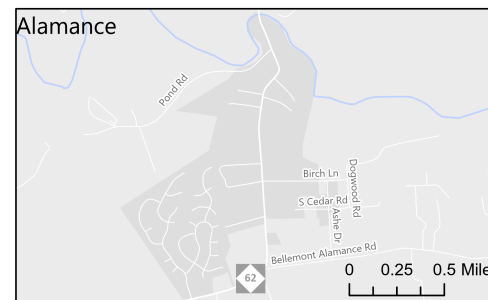 Alamance
Pond Rd
Birch Ln
Dogwood Rd
S Cedar Rd
Ashe Dr
Bellemont Alamance Rd
62
0 0.25 0.5 Mile